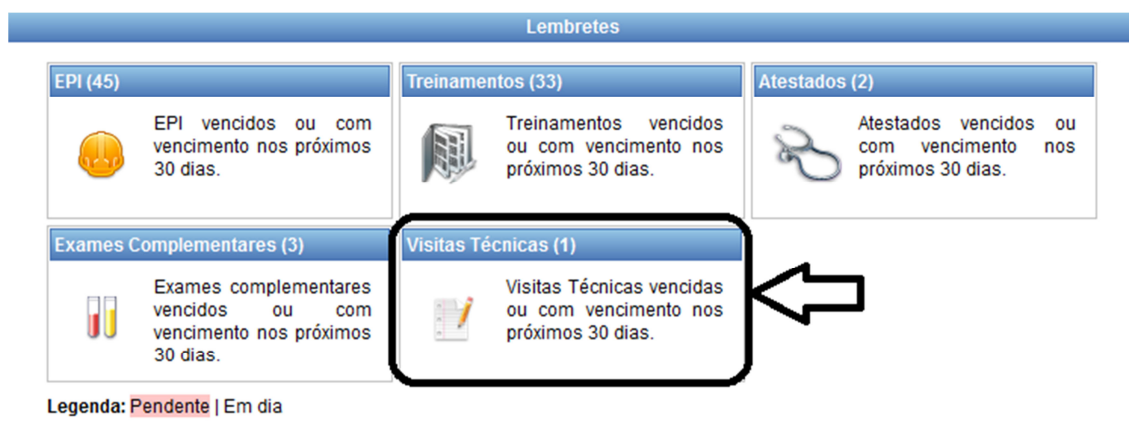 Lembretes
EPI (45)
EPI vencidos ou com
vencimento nos próximos
30 dias.
Treinamentos (33)
Treinamentos vencidos
ou com vencimento nos
próximos 30 dias.
Atestados (2)
Atestados vencidos ou
com vencimento nos
próximos 30 dias.
Exames Complementares (3)
Exames complementares
vencidos ou com
vencimento nos próximos
30 dias.
Visitas Técnicas (1)
Visitas Técnicas vencidas
ou com vencimento nos
próximos 30 dias.
Legenda: Pendente | Em dia